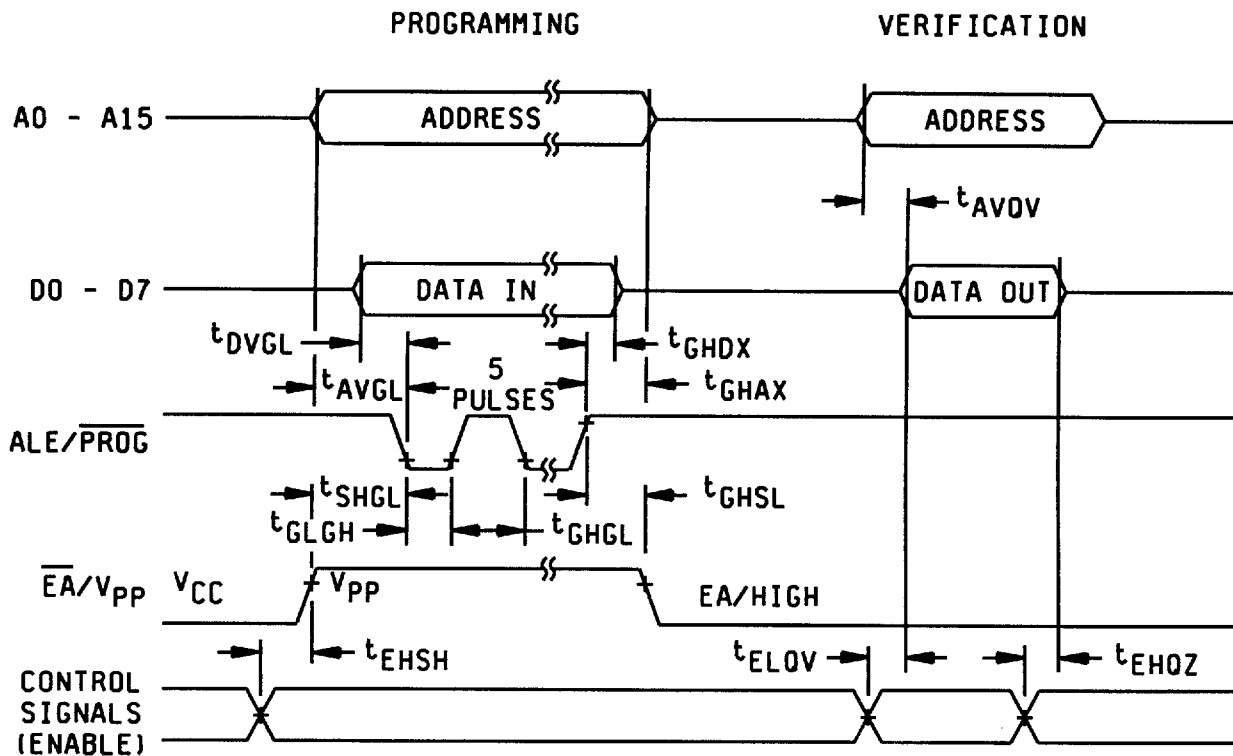 PROGRAMMING VERIFICATION
A0 - A15 ADDRESS ADDRESS
tAVQV
D0 - D7 DATA IN DATA OUT
tDVGL tGHDX
tAVGL 5 PULSES tGHAX
ALE/PROG
tSHGL tGHSL
tGLGH tGHGL
EA/VPP VCC VPP EA/HIGH
tEHSH tELQV tEHQZ
CONTROL
SIGNALS
(ENABLE)